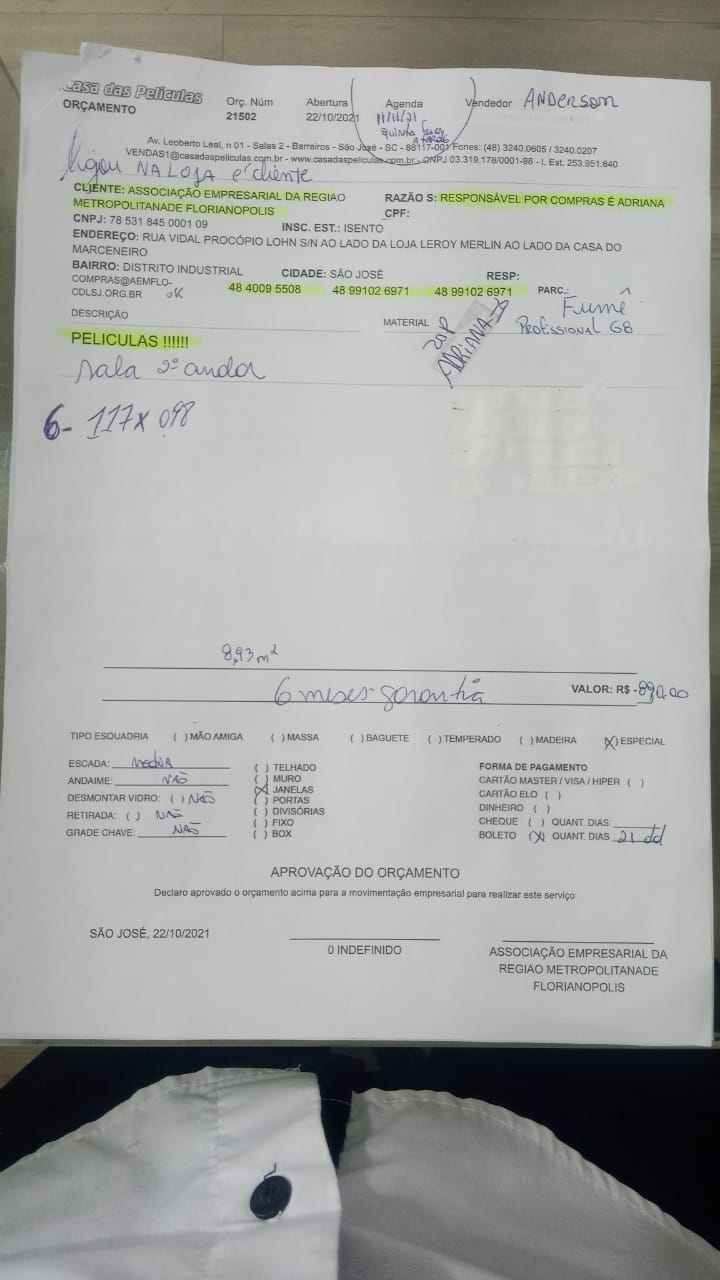 Casa das Películas
ORÇAMENTO
Orç. Núm
21502
Abertura
22/10/2021
Agenda
11/11/21
quinta feira
a tarde
Vendedor ANDerson
Av. Leoberto Leal, n 01 - Salas 2 - Barreiros - São José - SC - 88117-001 Fones: (48) 3240.0605 / 3240.0207
VENDAS1@casadaspeliculas.com.br - www.casadaspeliculas.com.br - CNPJ 03.319.178/0001-98 - I. Est. 253.951.640
ligou NA LOJA é cliente
CLIENTE: ASSOCIAÇÃO EMPRESARIAL DA REGIAO
METROPOLITANADE FLORIANOPOLIS
RAZÃO S: RESPONSÁVEL POR COMPRAS É ADRIANA
CPF:
CNPJ: 78 531 845 0001 09
INSC. EST.: ISENTO
ENDEREÇO: RUA VIDAL PROCÓPIO LOHN S/N AO LADO DA LOJA LEROY MERLIN AO LADO DA CASA DO
MARCENEIRO
BAIRRO: DISTRITO INDUSTRIAL
CIDADE: SÃO JOSÉ
RESP:
COMPRAS@AEMFLO-
CDLSJ.ORG.BR OK
48 4009 5508
48 99102 6971
48 99102 6971
PARC.:
DESCRIÇÃO
MATERIAL
Fumê
Profissional G8
ADRIANA
PELICULAS !!!!!!
sala 2º andar
6- 117x 098
8,93 m²
6 meses garantia
VALOR: R$ -890,00
TIPO ESQUADRIA ( ) MÃO AMIGA ( ) MASSA ( ) BAGUETE ( ) TEMPERADO ( ) MADEIRA (X) ESPECIAL
ESCADA: MEDIA
ANDAIME: NÃO
DESMONTAR VIDRO: ( ) NÃO
RETIRADA: ( ) NÃO
GRADE CHAVE: NÃO
( ) TELHADO
( ) MURO
(X) JANELAS
( ) PORTAS
( ) DIVISÓRIAS
( ) FIXO
( ) BOX
FORMA DE PAGAMENTO
CARTÃO MASTER / VISA / HIPER ( )
CARTÃO ELO ( )
DINHEIRO ( )
CHEQUE ( ) QUANT. DIAS:
BOLETO (X) QUANT. DIAS 21 dd
APROVAÇÃO DO ORÇAMENTO
Declaro aprovado o orçamento acima para a movimentação empresarial para realizar este serviço
SÃO JOSÉ, 22/10/2021
0 INDEFINIDO
ASSOCIAÇÃO EMPRESARIAL DA
REGIAO METROPOLITANADE
FLORIANOPOLIS